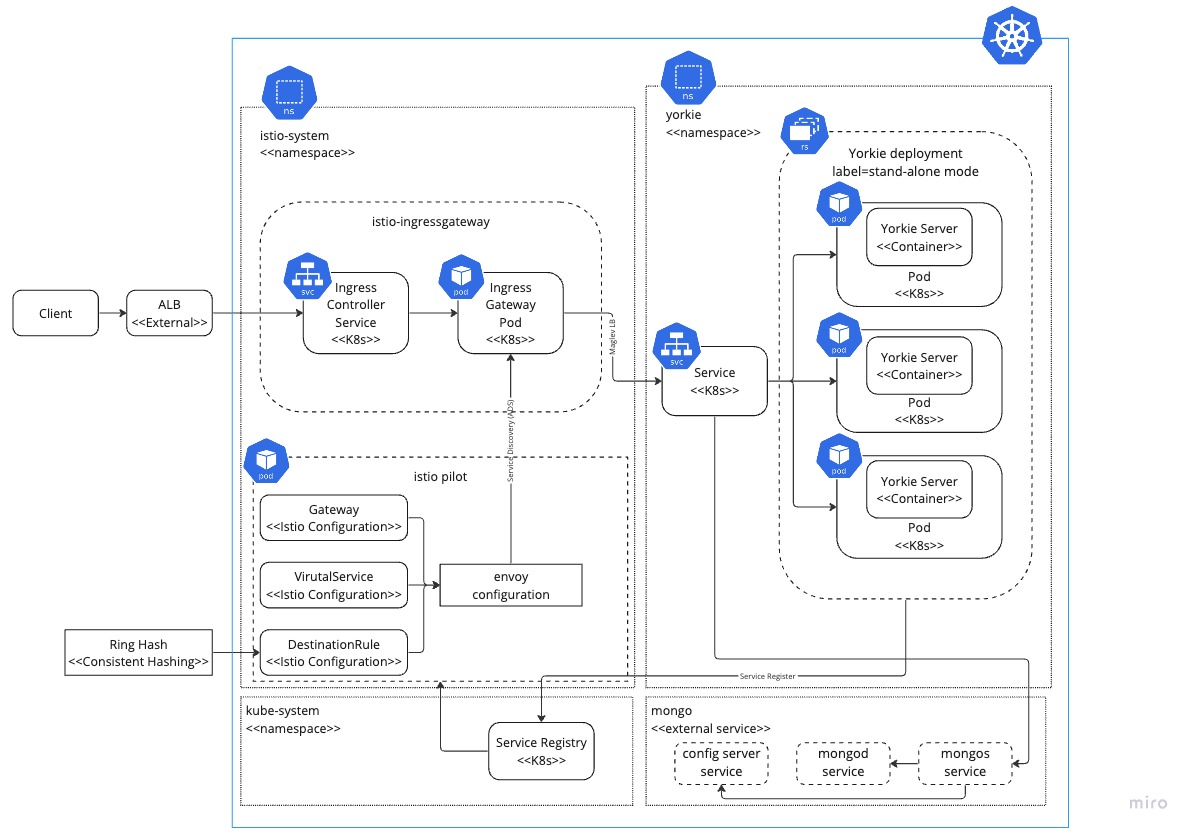 ns
istio-system
<<namespace>>
istio-ingressgateway
Client
ALB
<<External>>
svc
Ingress
Controller
Service
<<K8s>>
pod
Ingress
Gateway
Pod
<<K8s>>
Maglev LB
Service Discovery (ADS)
pod
istio pilot
Gateway
<<Istio Configuration>>
VirutalService
<<Istio Configuration>>
DestinationRule
<<Istio Configuration>>
envoy
configuration
Ring Hash
<<Consistent Hashing>>
kube-system
<<namespace>>
Service Registry
<<K8s>>
ns
yorkie
<<namespace>>
rs
Yorkie deployment
label=stand-alone mode
pod
Yorkie Server
<<Container>>
Pod
<<K8s>>
svc
Service
<<K8s>>
pod
Yorkie Server
<<Container>>
Pod
<<K8s>>
pod
Yorkie Server
<<Container>>
Pod
<<K8s>>
Service Register
mongo
<<external service>>
config server
service
mongod
service
mongos
service
miro